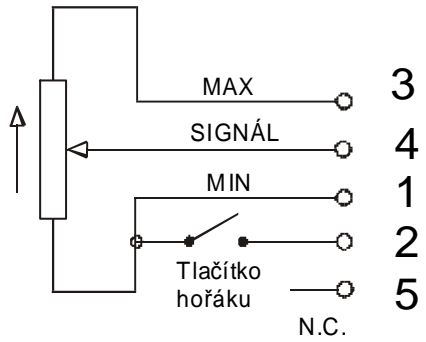 MAX 3
SIGNÁL 4
MIN 1
2
Tlačítko
hořáku
5
N.C.